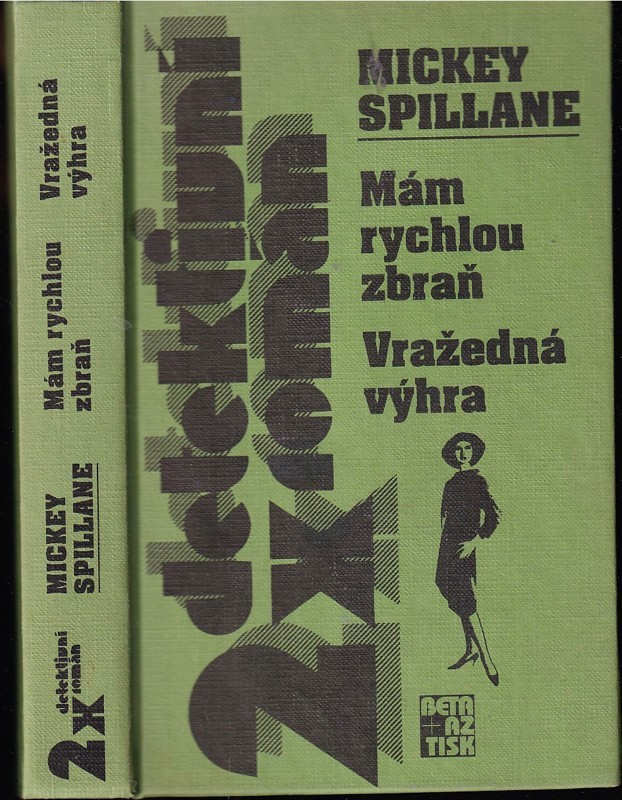 Vražedná
výhra
Mám rychlou
zbraň
MICKEY
SPILLANE
detektivní
román
2x
detektivní
román
2x
MICKEY
SPILLANE
Mám
rychlou
zbraň
Vražedná
výhra
BETA
+AZ
TISK